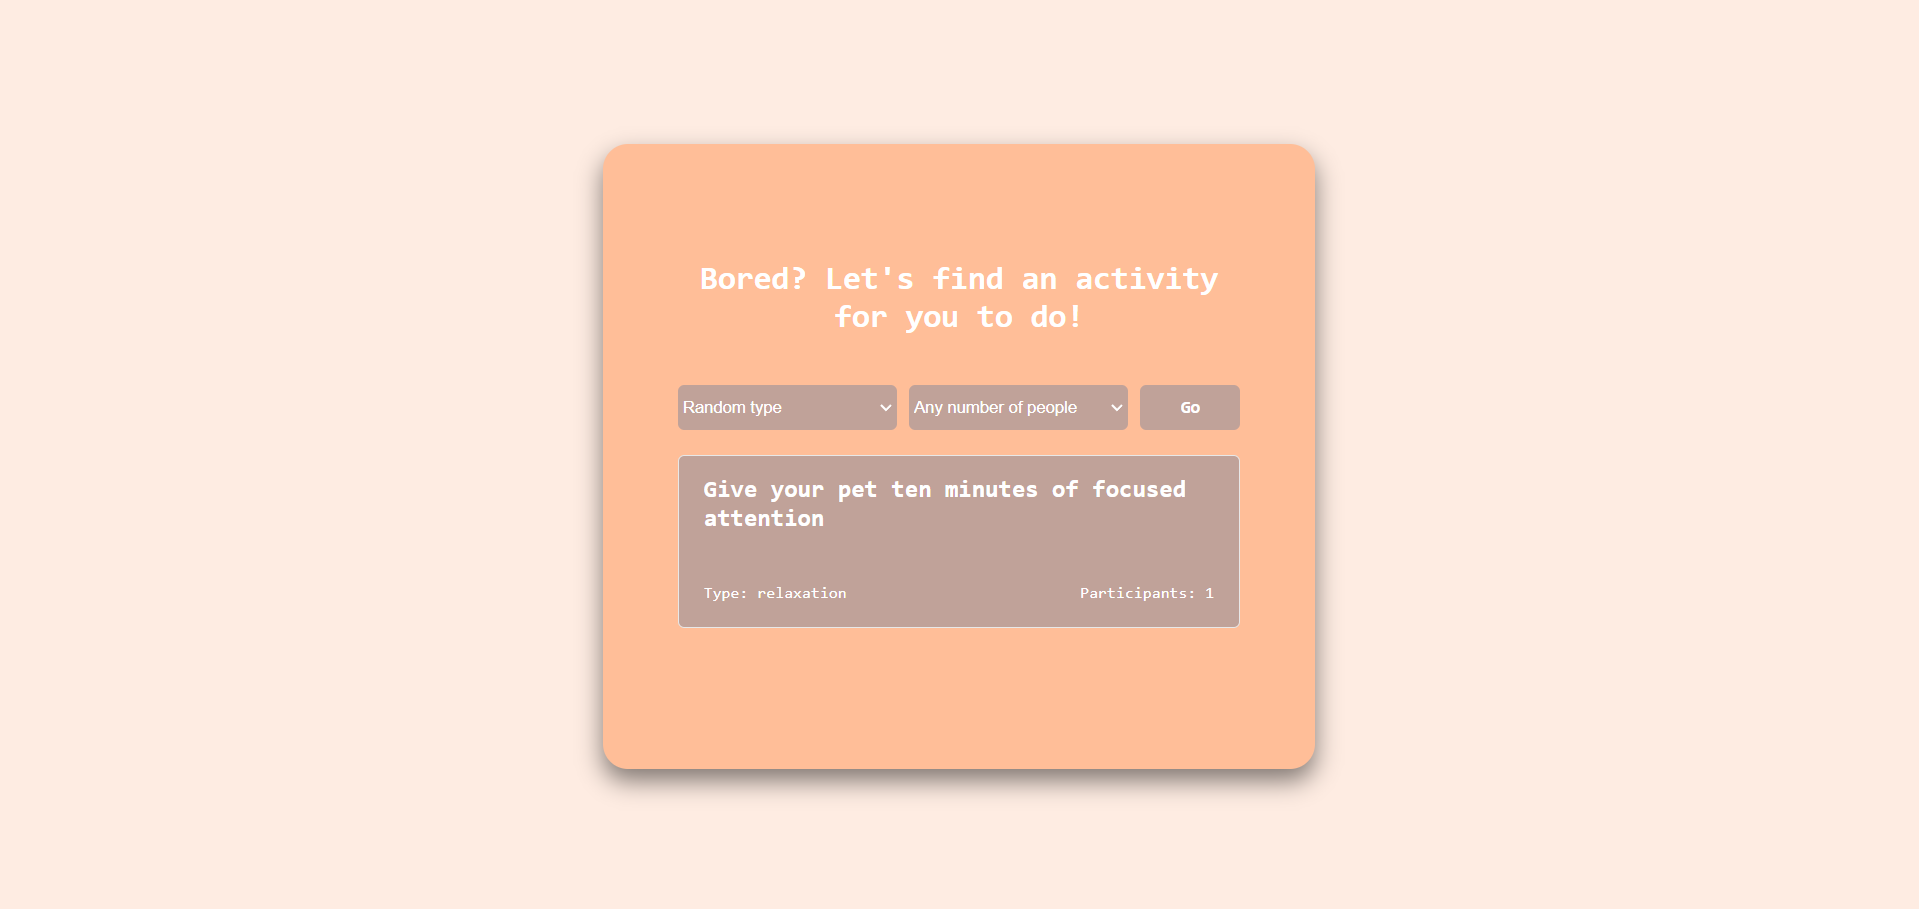 Bored? Let's find an activity
for you to do!
Random type
Any number of people
Go
Give your pet ten minutes of focused
attention
Type: relaxation
Participants: 1